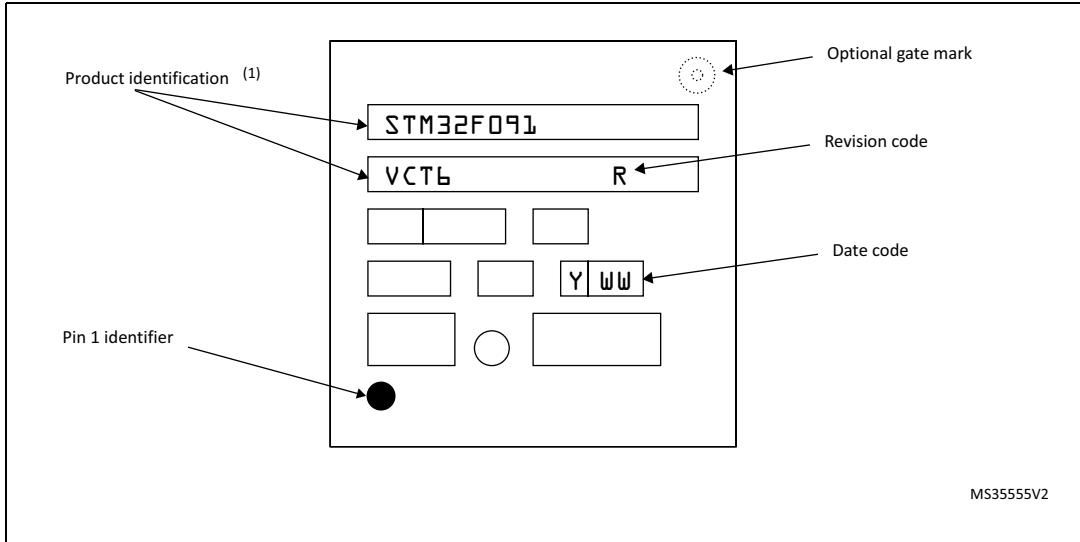 Optional gate mark
Product identification (1)
STM32F091
Revision code
VCT6 R
Date code
Y WW
Pin 1 identifier
MS35555V2